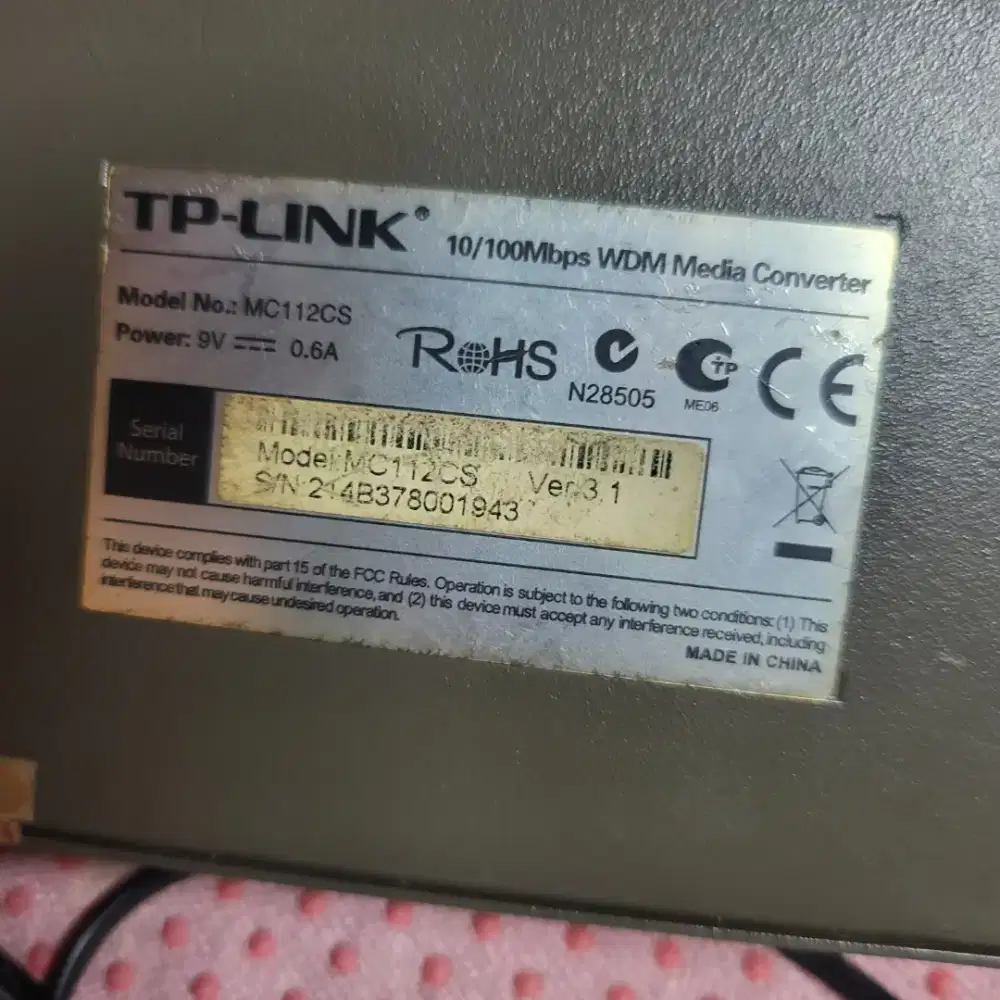 TP-LINK®
10/100Mbps WDM Media Converter
Model No.: MC112CS
Power: 9V ⎓ 0.6A
RoHS
N28505
TP
ME06
CE
Serial
Number
Model:MC112CS Ver:3.1
S/N:214B378001943
This device complies with part 15 of the FCC Rules. Operation is subject to the following two conditions: (1) This
device may not cause harmful interference, and (2) this device must accept any interference received, including
interference that may cause undesired operation.
MADE IN CHINA